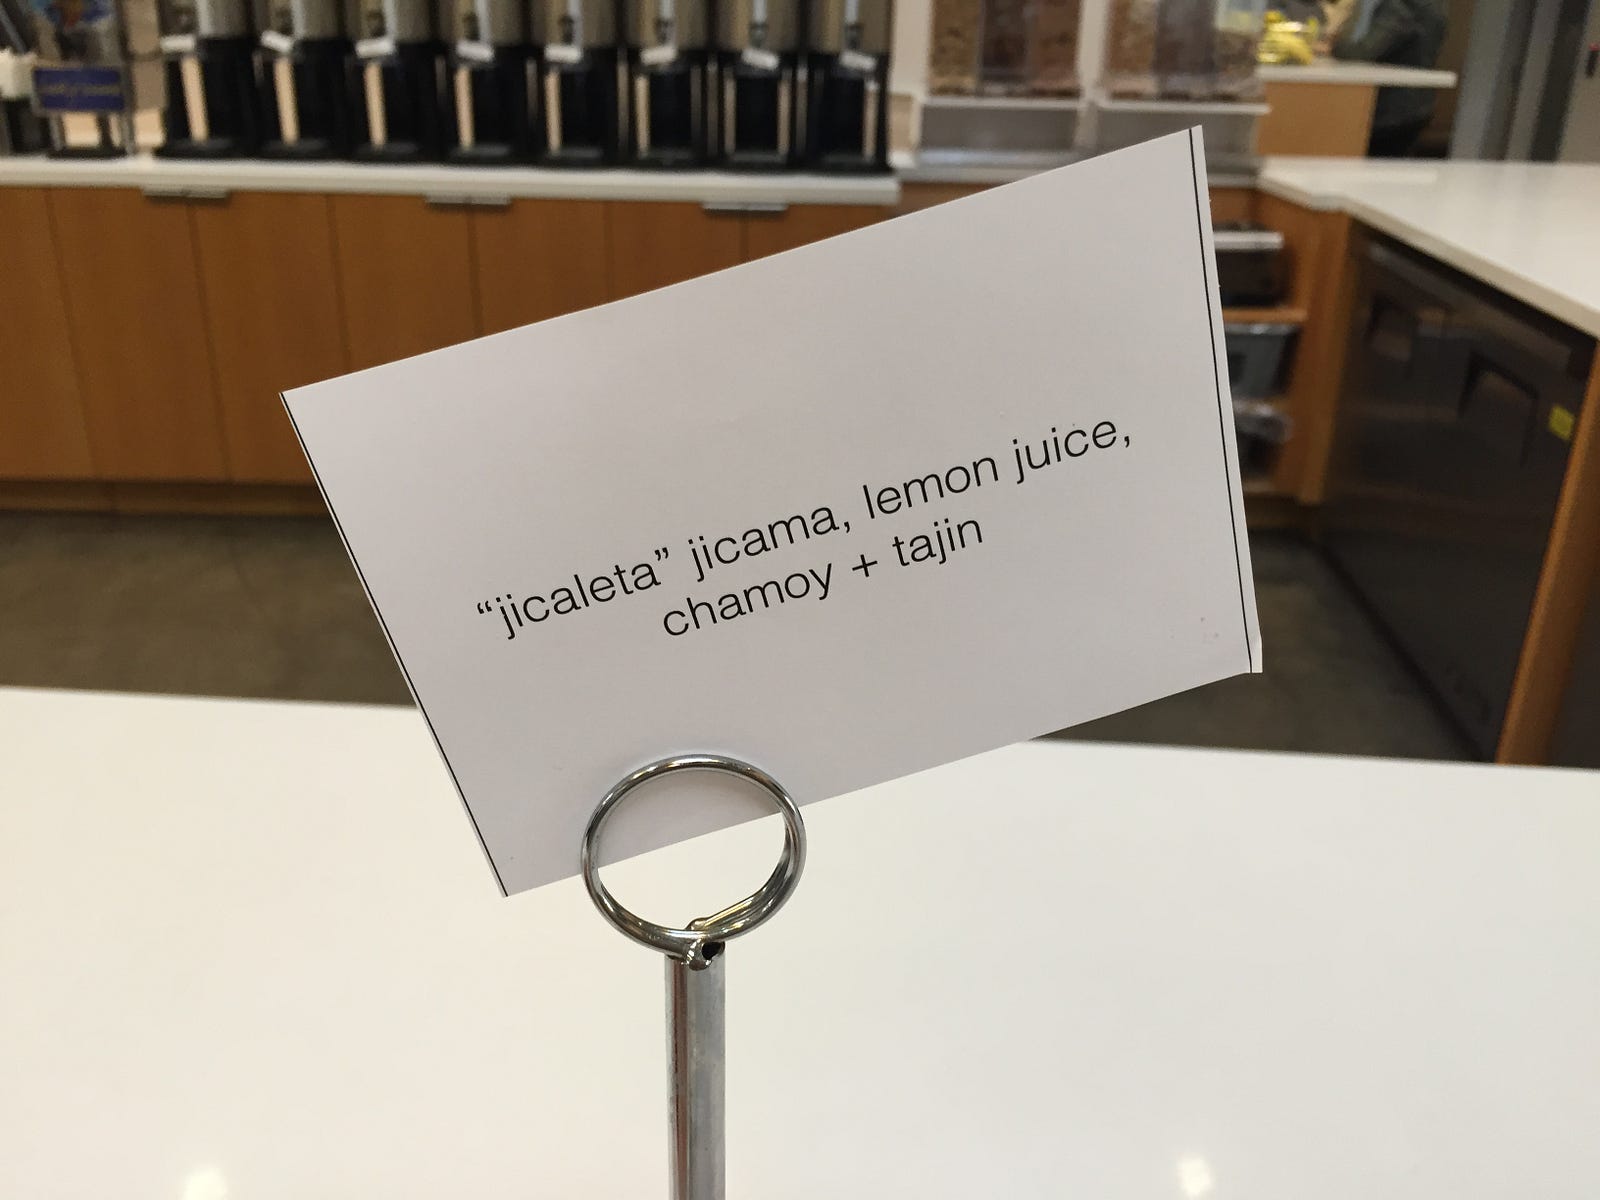 “jicaleta” jicama, lemon juice,
chamoy + tajin